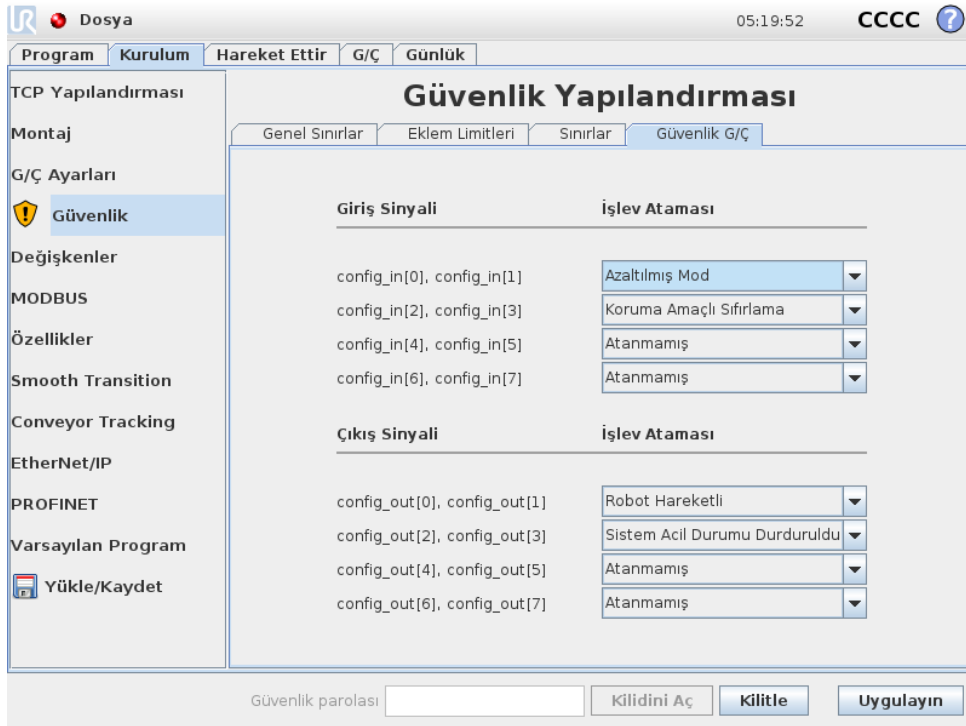 UR Dosya 05:19:52 CCCC ?
Program Kurulum Hareket Ettir G/Ç Günlük
TCP Yapılandırması
Montaj
G/Ç Ayarları
Güvenlik
Değişkenler
MODBUS
Özellikler
Smooth Transition
Conveyor Tracking
EtherNet/IP
PROFINET
Varsayılan Program
Yükle/Kaydet
Güvenlik Yapılandırması
Genel Sınırlar Eklem Limitleri Sınırlar Güvenlik G/Ç
Giriş Sinyali İşlev Ataması
config_in[0], config_in[1] Azaltılmış Mod
config_in[2], config_in[3] Koruma Amaçlı Sıfırlama
config_in[4], config_in[5] Atanmamış
config_in[6], config_in[7] Atanmamış
Çıkış Sinyali İşlev Ataması
config_out[0], config_out[1] Robot Hareketli
config_out[2], config_out[3] Sistem Acil Durumu Durduruldu
config_out[4], config_out[5] Atanmamış
config_out[6], config_out[7] Atanmamış
Güvenlik parolası Kilidini Aç Kilitle Uygulayın